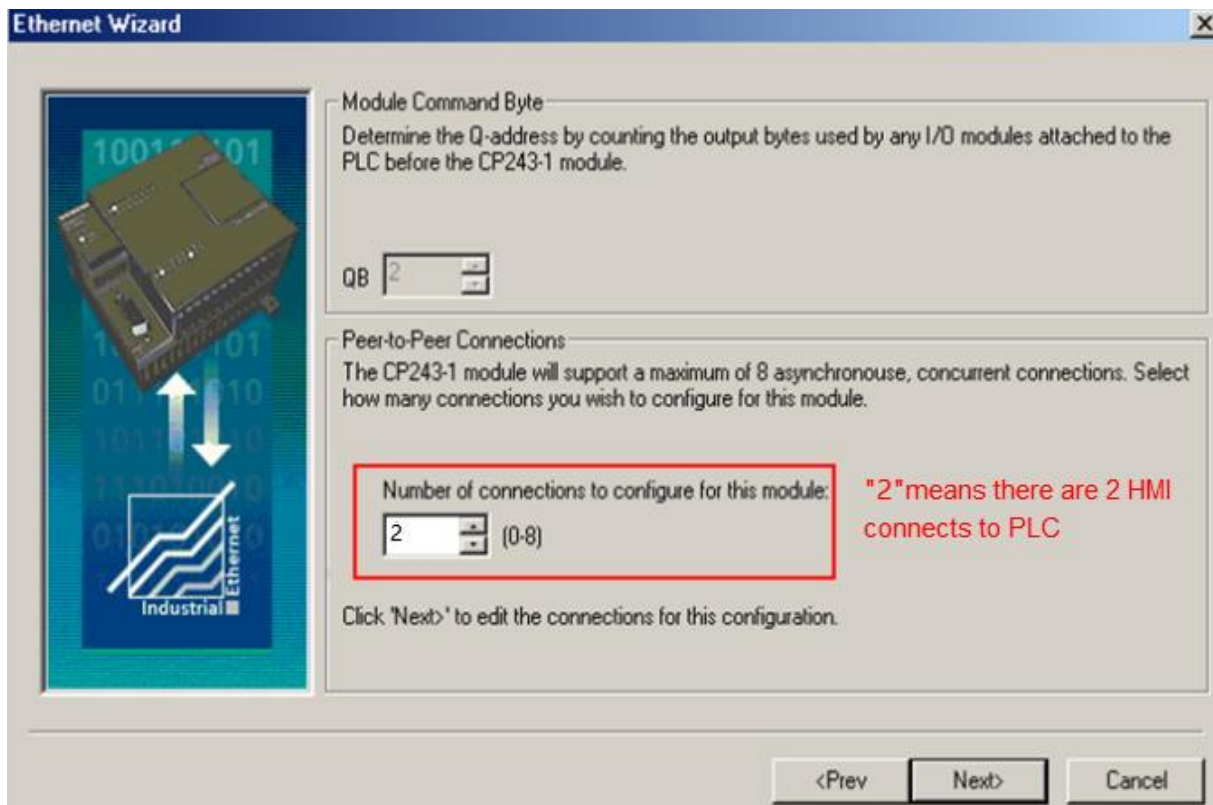 Ethernet Wizard
Module Command Byte
Determine the Q-address by counting the output bytes used by any I/O modules attached to the
PLC before the CP243-1 module.
QB 2
Peer-to-Peer Connections
The CP243-1 module will support a maximum of 8 asynchronouse, concurrent connections. Select
how many connections you wish to configure for this module.
Number of connections to configure for this module:
2 (0-8)
"2"means there are 2 HMI
connects to PLC
Click 'Next>' to edit the connections for this configuration.
Industrial Ethernet
<Prev Next> Cancel